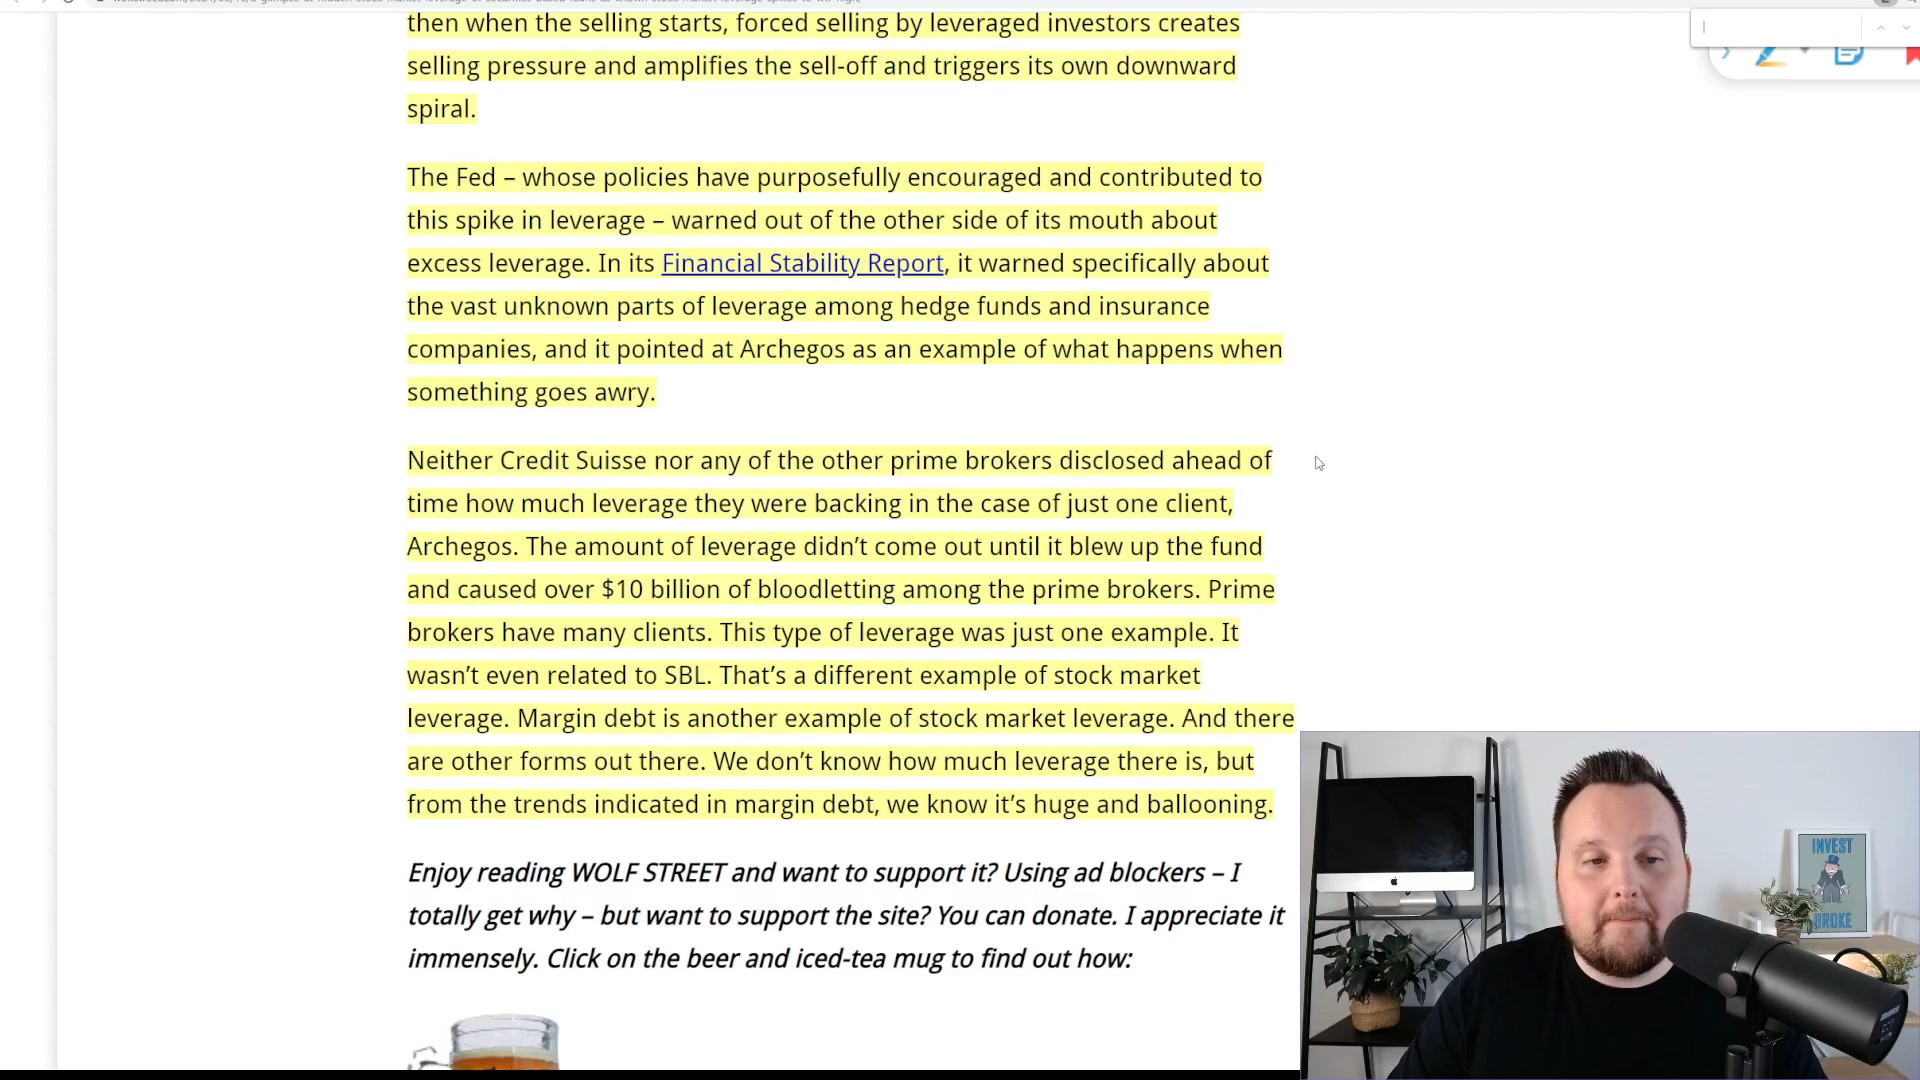 then when the selling starts, forced selling by leveraged investors creates
selling pressure and amplifies the sell-off and triggers its own downward
spiral.
The Fed – whose policies have purposefully encouraged and contributed to
this spike in leverage – warned out of the other side of its mouth about
excess leverage. In its Financial Stability Report, it warned specifically about
the vast unknown parts of leverage among hedge funds and insurance
companies, and it pointed at Archegos as an example of what happens when
something goes awry.
Neither Credit Suisse nor any of the other prime brokers disclosed ahead of
time how much leverage they were backing in the case of just one client,
Archegos. The amount of leverage didn’t come out until it blew up the fund
and caused over $10 billion of bloodletting among the prime brokers. Prime
brokers have many clients. This type of leverage was just one example. It
wasn’t even related to SBL. That’s a different example of stock market
leverage. Margin debt is another example of stock market leverage. And there
are other forms out there. We don’t know how much leverage there is, but
from the trends indicated in margin debt, we know it’s huge and ballooning.
Enjoy reading WOLF STREET and want to support it? Using ad blockers – I
totally get why – but want to support the site? You can donate. I appreciate it
immensely. Click on the beer and iced-tea mug to find out how:
INVEST
BROKE